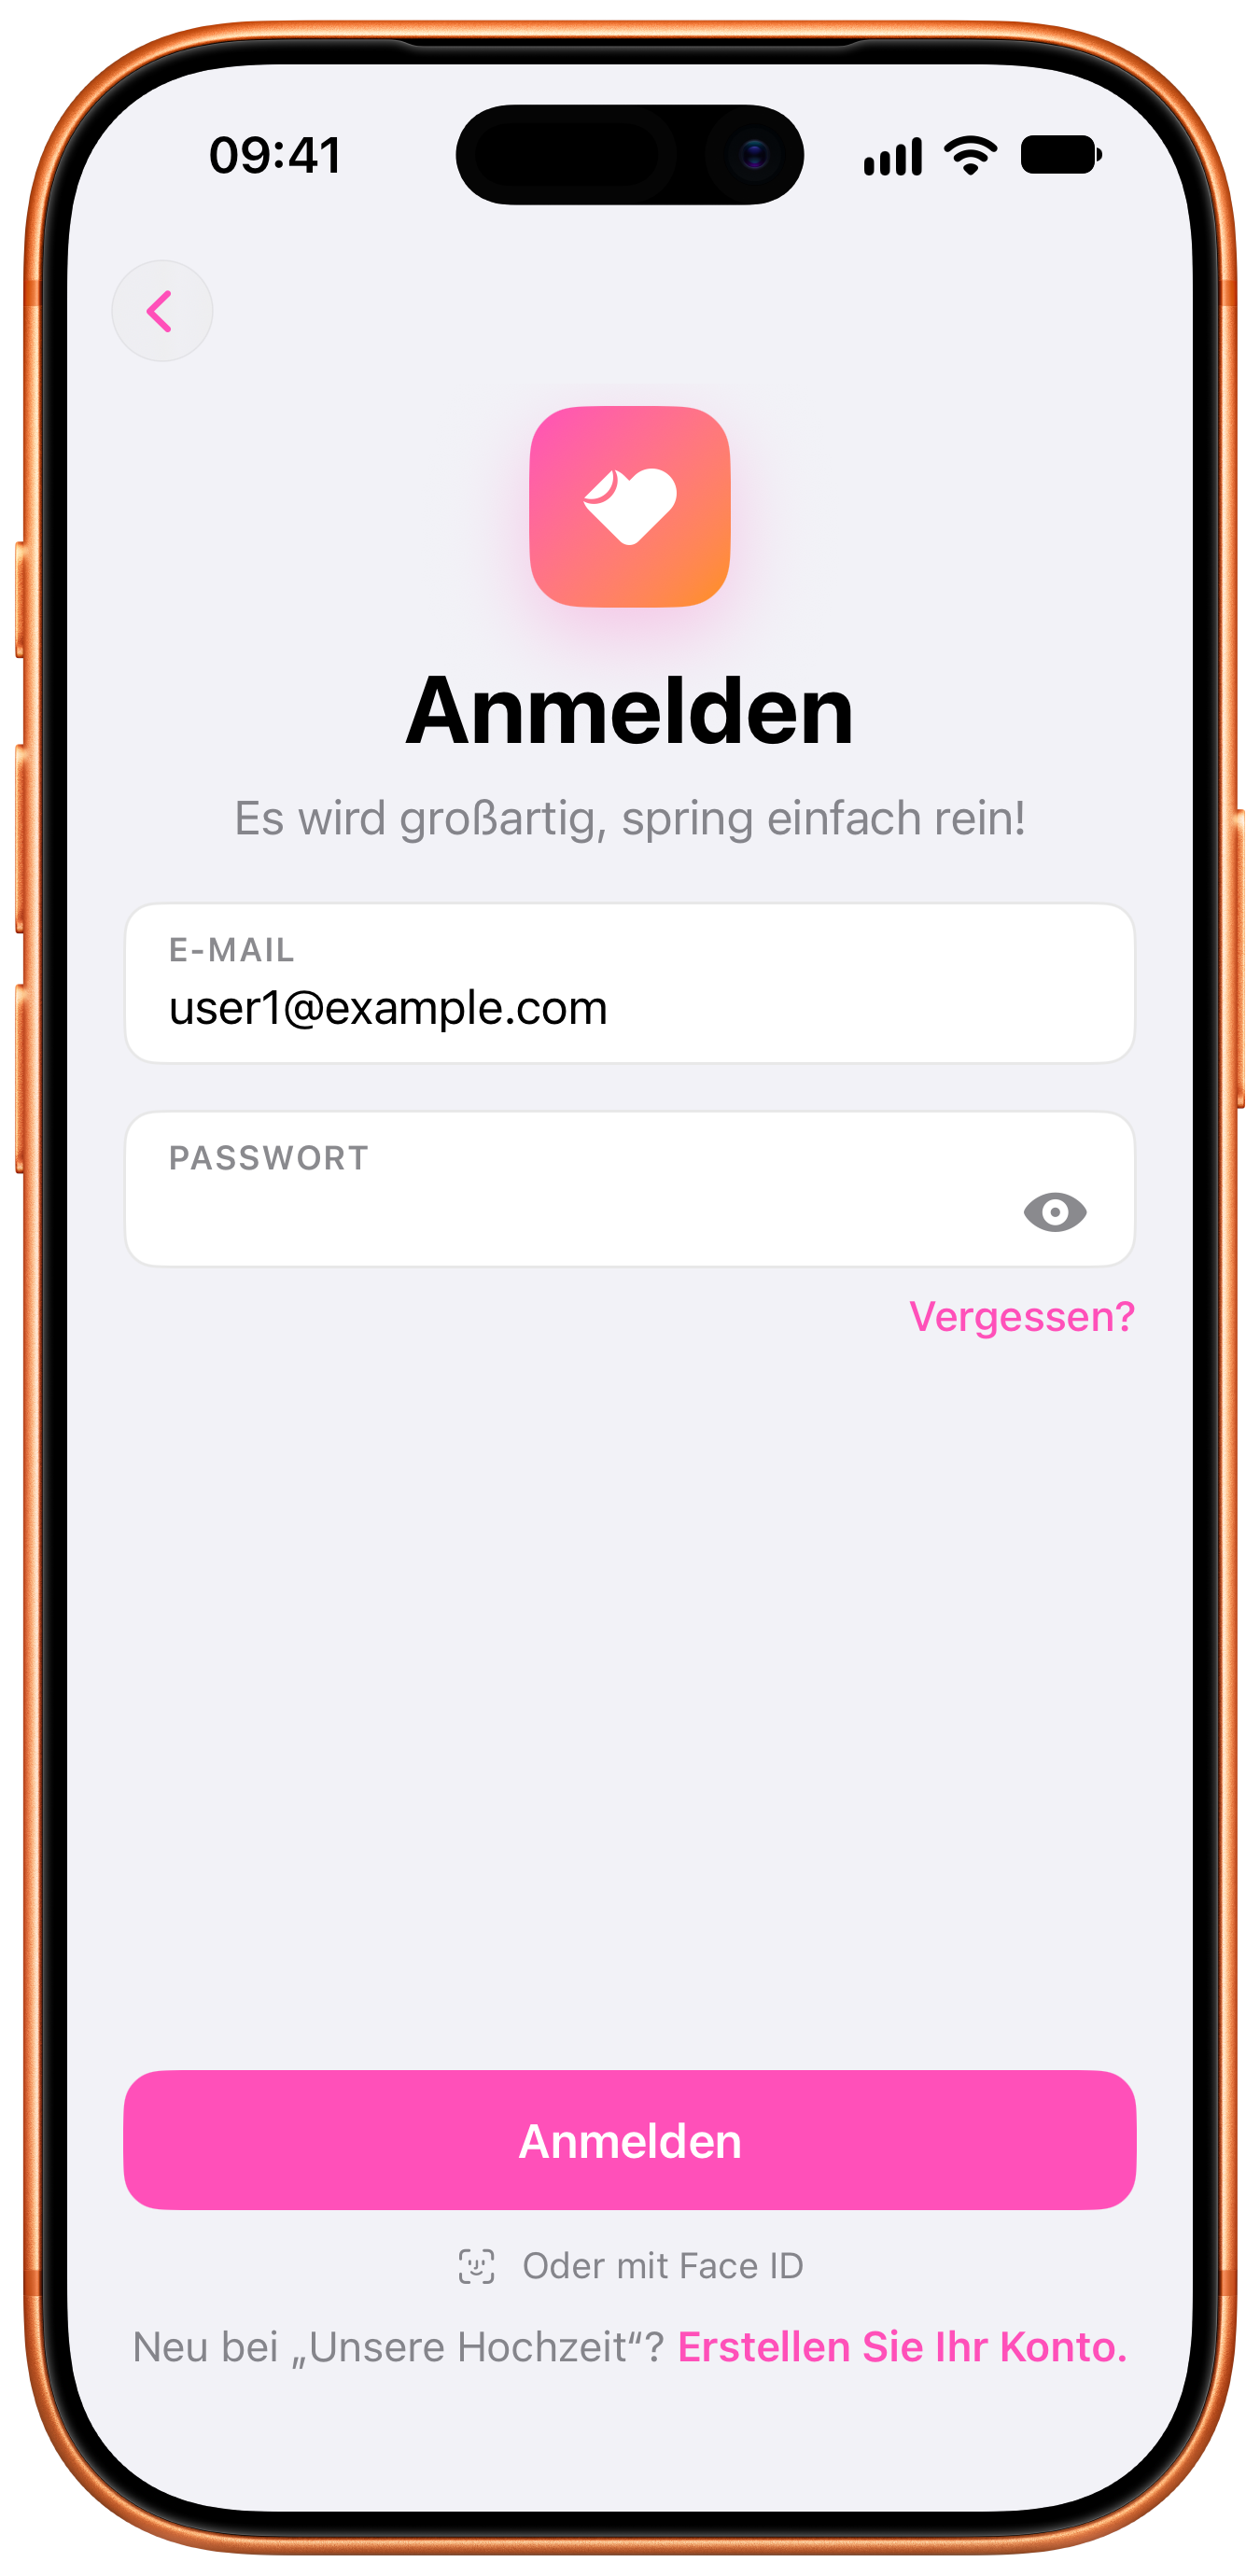 09:41
Anmelden
Es wird großartig, spring einfach rein!
E-MAIL
user1@example.com
PASSWORT
Vergessen?
Anmelden
Oder mit Face ID
Neu bei „Unsere Hochzeit“? Erstellen Sie Ihr Konto.